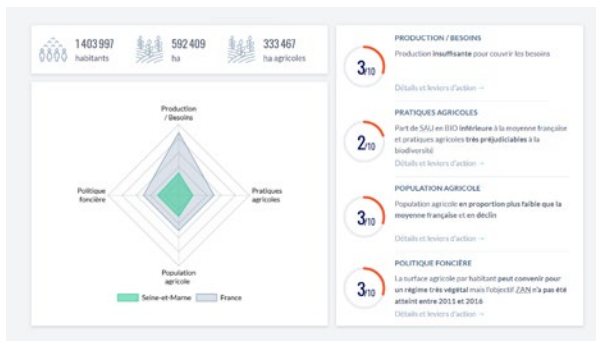 1 403 997
habitants
592 409
ha
333 467
ha agricoles
Production
/ Besoins
Politique
foncière
Pratiques
agricoles
Population
agricole
Seine-et-Marne
France
PRODUCTION / BESOINS
3/10
Production insuffisante pour couvrir les besoins
Détails et leviers d'action →
PRATIQUES AGRICOLES
2/10
Part de SAU en BIO inférieure à la moyenne française
et pratiques agricoles très préjudiciables à la
biodiversité
Détails et leviers d'action →
POPULATION AGRICOLE
3/10
Population agricole en proportion plus faible que la
moyenne française et en déclin
Détails et leviers d'action →
POLITIQUE FONCIÈRE
3/10
La surface agricole par habitant peut convenir pour
un régime très végétal mais l'objectif ZAN n'a pas été
atteint entre 2011 et 2016
Détails et leviers d'action →